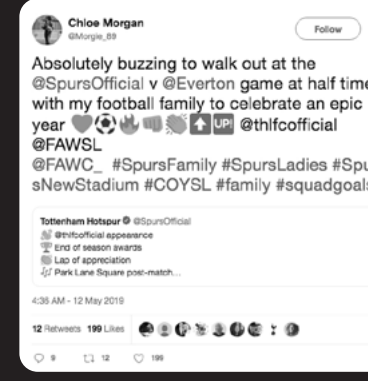 Chloe Morgan
@Morgie_89
Follow
Absolutely buzzing to walk out at the
@SpursOfficial v @Everton game at half time
with my football family to celebrate an epic
year 🖤⚽🔥👊👏⬆️🆙 @thlfcofficial
@FAWSL
@FAWC_ #SpursFamily #SpursLadies #Spu
sNewStadium #COYSL #family #squadgoals
Tottenham Hotspur @SpursOfficial
👏 @thlfcofficial appearance
🏆 End of season awards
👏 Lap of appreciation
🎶 Park Lane Square post-match...
4:36 AM - 12 May 2019
12 Retweets 199 Likes
9 12 199